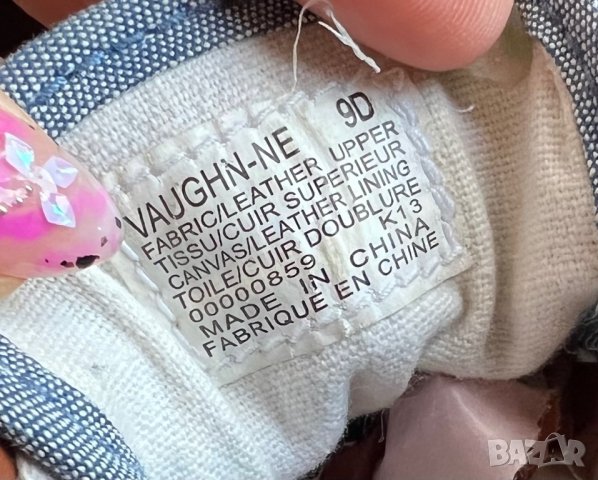 VAUGHN-NE 9D
FABRIC/LEATHER UPPER
TISSU/CUIR SUPERIEUR
CANVAS/LEATHER LINING
TOILE/CUIR DOUBLURE
00000859 K13
MADE IN CHINA
FABRIQUE EN CHINE
BAZAR